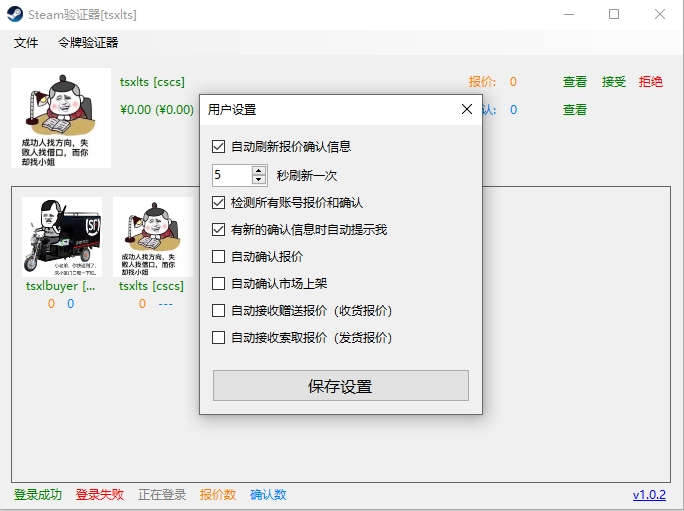 Steam验证器[tsxlts]
文件 令牌验证器
成功人找方向，失
败人找借口，而你
却找小姐
tsxlts [cscs]
¥0.00 (¥0.00)
报价: 0 查看 接受 拒绝
认: 0 查看
用户设置
自动刷新报价确认信息
5 秒刷新一次
检测所有账号报价和确认
有新的确认信息时自动提示我
自动确认报价
自动确认市场上架
自动接收赠送报价（收货报价）
自动接收索取报价（发货报价）
保存设置
成功人找方向，失
败人找借口，而你
却找小姐
tsxlbuyer [... tsxlts [cscs]
0 0 0 ---
登录成功 登录失败 正在登录 报价数 确认数 v1.0.2